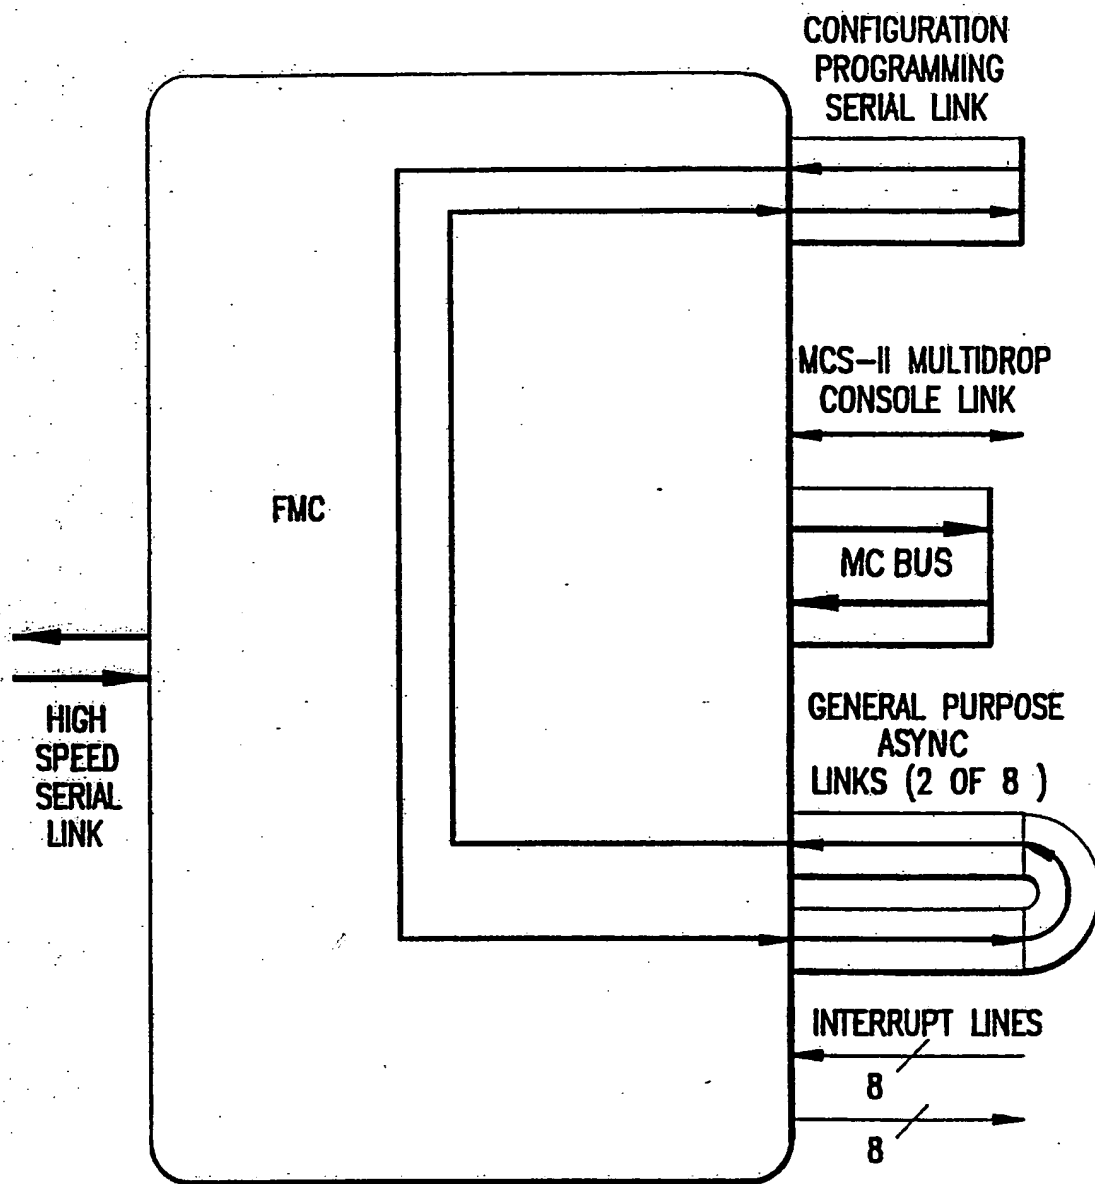 CONFIGURATION
PROGRAMMING
SERIAL LINK
MCS-II MULTIDROP
CONSOLE LINK
FMC
MC BUS
HIGH
SPEED
SERIAL
LINK
GENERAL PURPOSE
ASYNC
LINKS (2 OF 8 )
INTERRUPT LINES
8
8